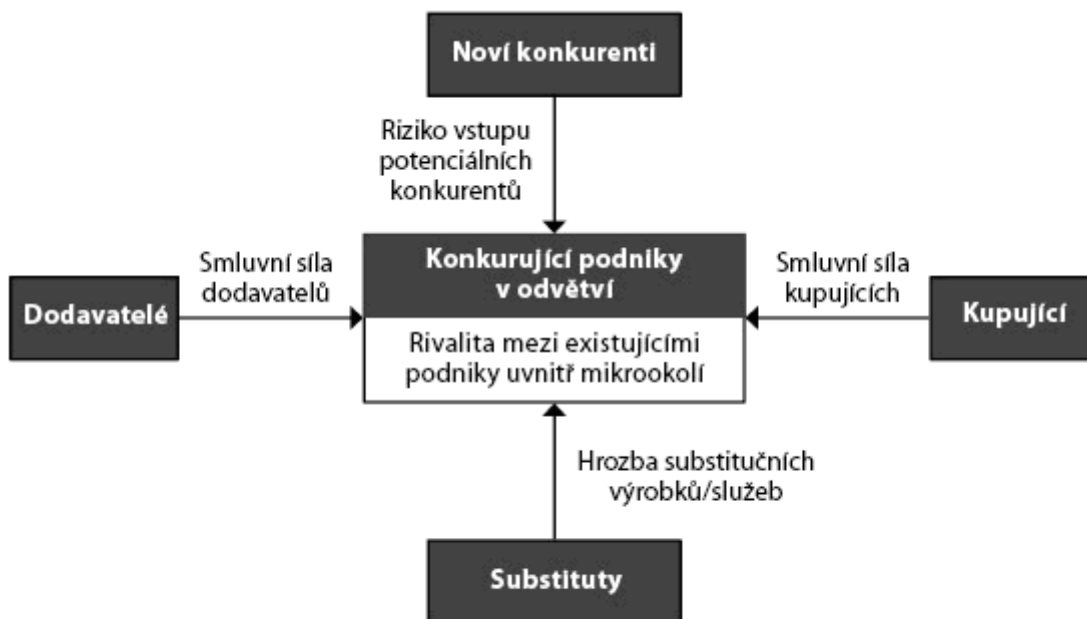 Noví konkurenti
Riziko vstupu
potenciálních
konkurentů
Smluvní síla
dodavatelů
Konkurující podniky
v odvětví
Smluvní síla
kupujících
Dodavatelé
Kupující
Rivalita mezi existujícími
podniky uvnitř mikrookolí
Hrozba substitučních
výrobků/služeb
Substituty